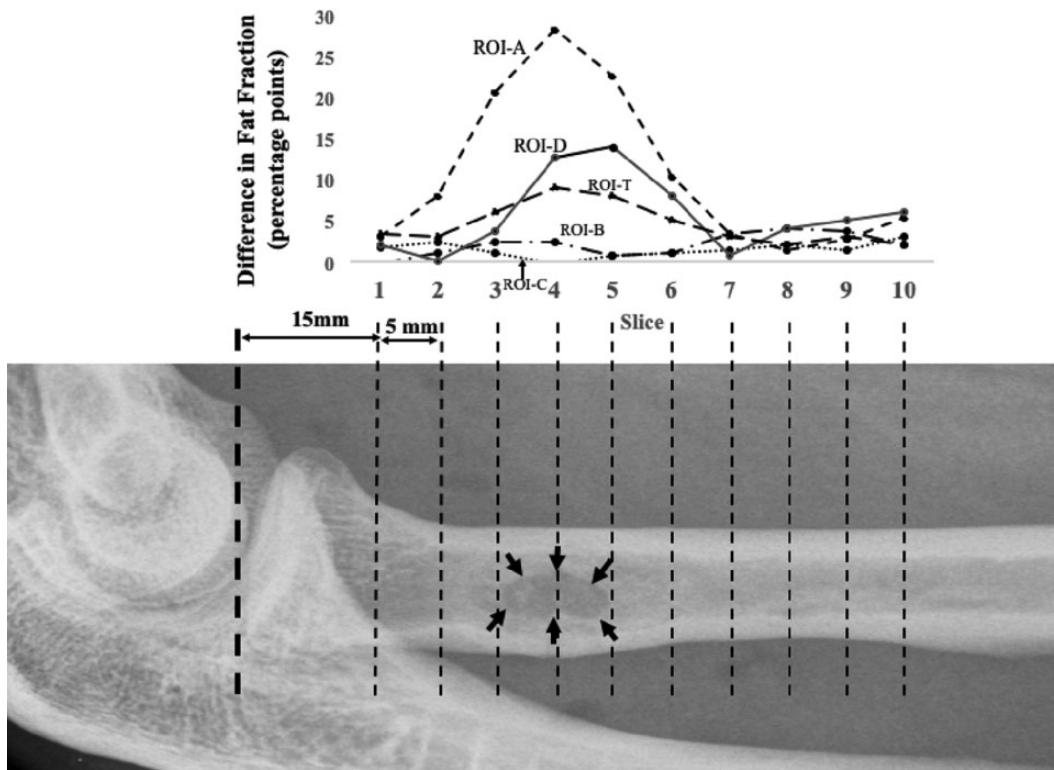 Difference in Fat Fraction
(percentage points)
30
25
20
15
10
5
0
ROI-A
ROI-D
ROI-T
ROI-B
ROI-C
1 2 3 4 5 6 7 8 9 10
Slice
15mm
5 mm